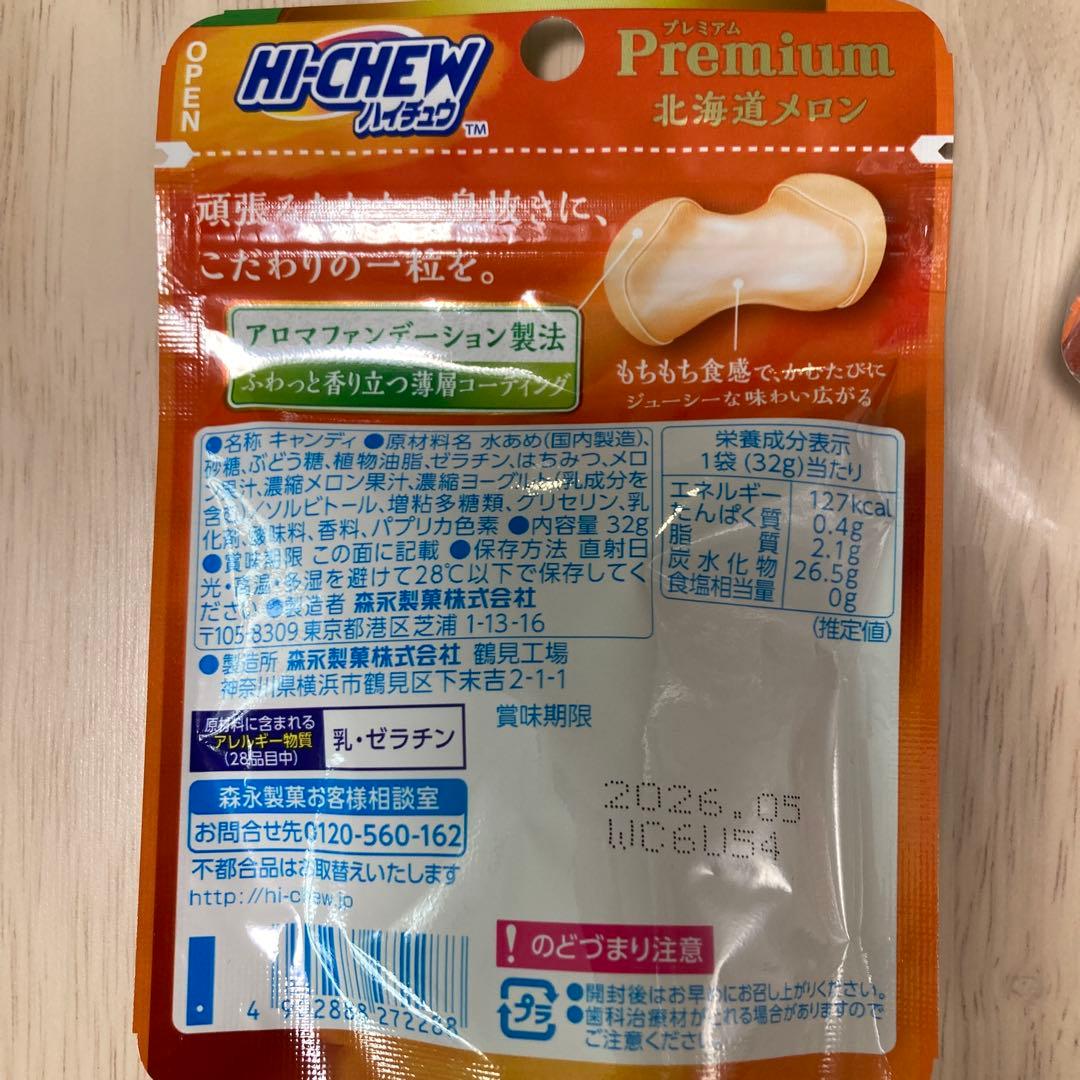 OPEN
HI-CHEW
ハイチュウ
TM
プレミアム
Premium
北海道メロン
頑張る 息抜きに、
こだわりの一粒を。
アロマファンデーション製法
ふわっと香り立つ薄層コーティング
もちもち食感で、かむたびに
ジューシーな味わい広がる
●名称 キャンディ ●原材料名 水あめ(国内製造)、
砂糖、ぶどう糖、植物油脂、ゼラチン、はちみつ、メロ
ン果汁、濃縮メロン果汁、濃縮ヨーグルト(乳成分を
含む)/ソルビトール、増粘多糖類、グリセリン、乳
化剤、酸味料、香料、パプリカ色素 ●内容量 32g
●賞味期限 この面に記載 ●保存方法 直射日
光・高温・多湿を避けて28℃以下で保存してく
ださい ●製造者 森永製菓株式会社
〒105-8309 東京都港区芝浦 1-13-16
●製造所 森永製菓株式会社 鶴見工場
神奈川県横浜市鶴見区下末吉2-1-1
栄養成分表示
1袋(32g)当たり
エネルギー 127kcal
たんぱく質 0.4g
脂質 2.1g
炭水化物 26.5g
食塩相当量 0g
(推定値)
原材料に含まれる
アレルギー物質
(28品目中)
乳・ゼラチン
賞味期限
2026.05
WC6U54
森永製菓お客様相談室
お問合せ先0120-560-162
不都合品はお取替えいたします
http://hi-chew.jp
4 902888 272288
! のどづまり注意
プラ
●開封後はお早めにお召し上がりください。
●歯科治療材がとれる場合がありますので
ご注意ください。